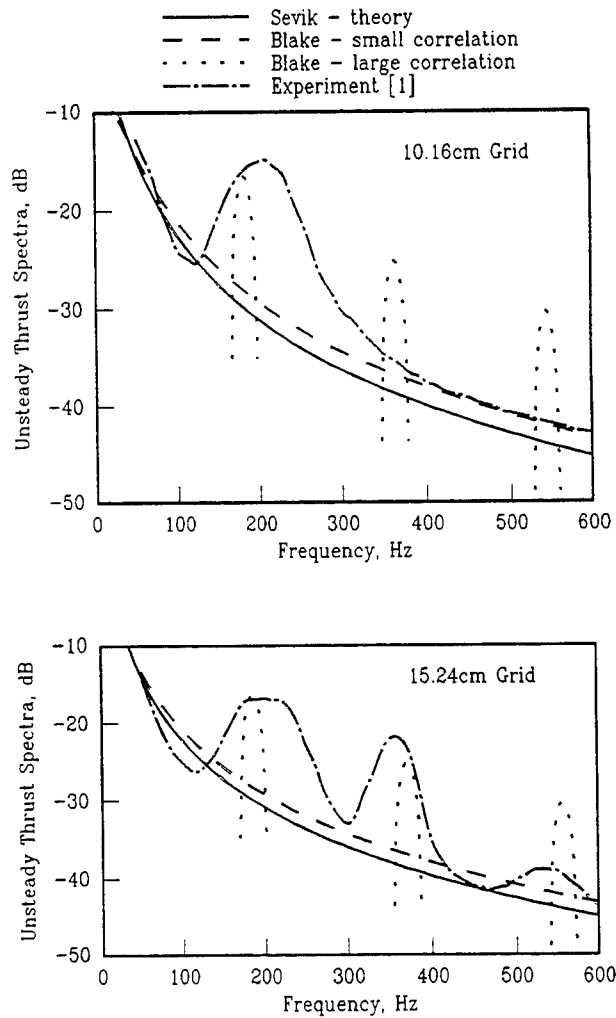 Sevik - theory
Blake - small correlation
Blake - large correlation
Experiment [1]
10.16cm Grid
Unsteady Thrust Spectra, dB
-10
-20
-30
-40
-50
0 100 200 300 400 500 600
Frequency, Hz
15.24cm Grid
Unsteady Thrust Spectra, dB
-10
-20
-30
-40
-50
0 100 200 300 400 500 600
Frequency, Hz